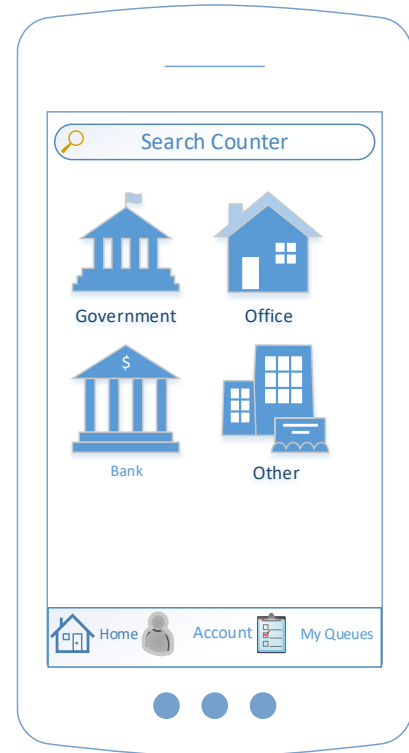 Search Counter
Government Office
$
Bank Other
Home Account My Queues